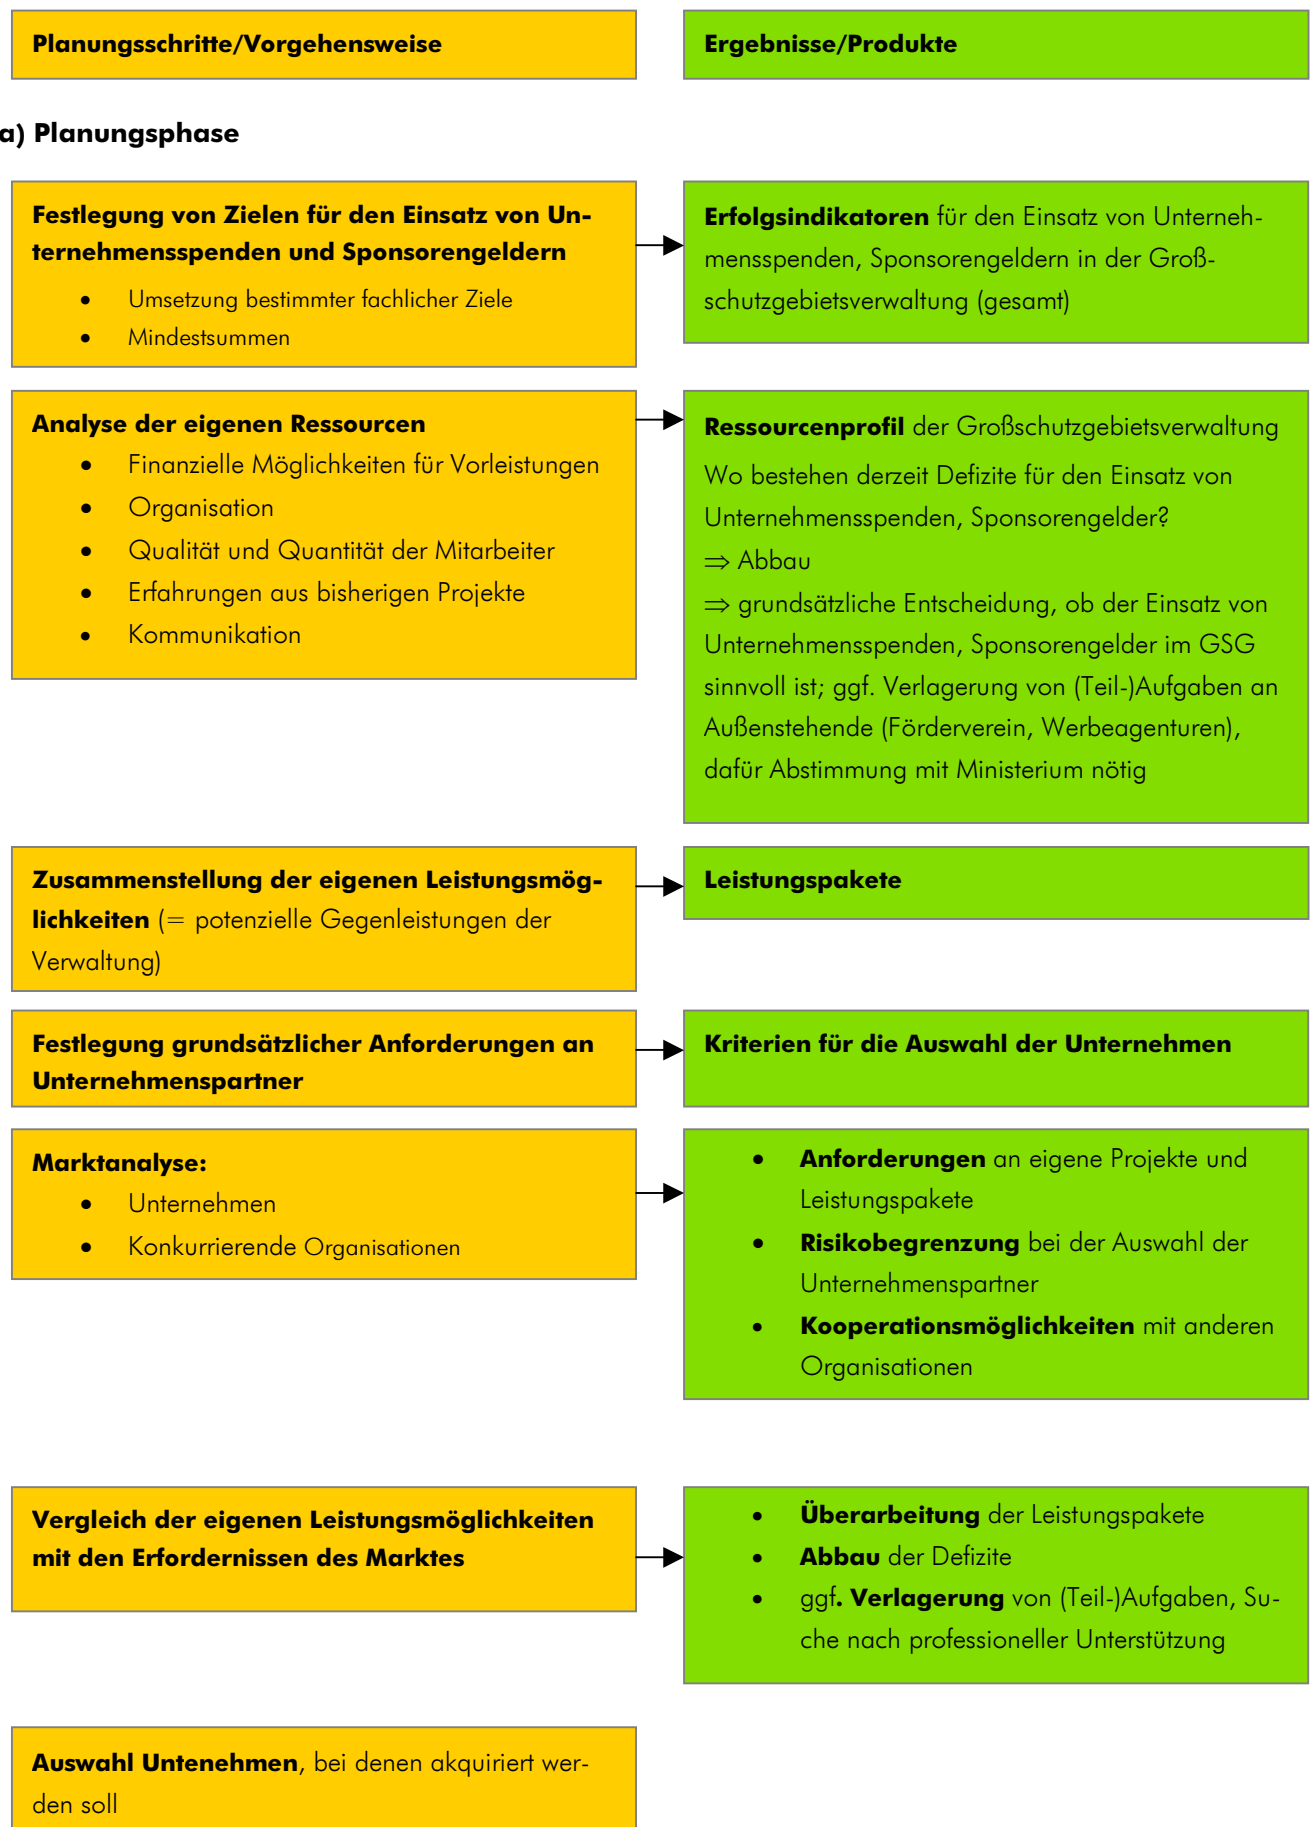 Planungsschritte/Vorgehensweise
Ergebnisse/Produkte
a) Planungsphase
Festlegung von Zielen für den Einsatz von Un-
ternehmensspenden und Sponsorengeldern
• Umsetzung bestimmter fachlicher Ziele
• Mindestsummen
Erfolgsindikatoren für den Einsatz von Unterneh-
mensspenden, Sponsorengeldern in der Groß-
schutzgebietsverwaltung (gesamt)
Analyse der eigenen Ressourcen
• Finanzielle Möglichkeiten für Vorleistungen
• Organisation
• Qualität und Quantität der Mitarbeiter
• Erfahrungen aus bisherigen Projekte
• Kommunikation
Ressourcenprofil der Großschutzgebietsverwaltung
Wo bestehen derzeit Defizite für den Einsatz von
Unternehmensspenden, Sponsorengelder?
⇒ Abbau
⇒ grundsätzliche Entscheidung, ob der Einsatz von
Unternehmensspenden, Sponsorengelder im GSG
sinnvoll ist; ggf. Verlagerung von (Teil-)Aufgaben an
Außenstehende (Förderverein, Werbeagenturen),
dafür Abstimmung mit Ministerium nötig
Zusammenstellung der eigenen Leistungsmög-
lichkeiten (= potenzielle Gegenleistungen der
Verwaltung)
Leistungspakete
Festlegung grundsätzlicher Anforderungen an
Unternehmenspartner
Kriterien für die Auswahl der Unternehmen
Marktanalyse:
• Unternehmen
• Konkurrierende Organisationen
• Anforderungen an eigene Projekte und
Leistungspakete
• Risikobegrenzung bei der Auswahl der
Unternehmenspartner
• Kooperationsmöglichkeiten mit anderen
Organisationen
Vergleich der eigenen Leistungsmöglichkeiten
mit den Erfordernissen des Marktes
• Überarbeitung der Leistungspakete
• Abbau der Defizite
• ggf. Verlagerung von (Teil-)Aufgaben, Su-
che nach professioneller Unterstützung
Auswahl Untenehmen, bei denen akquiriert wer-
den soll